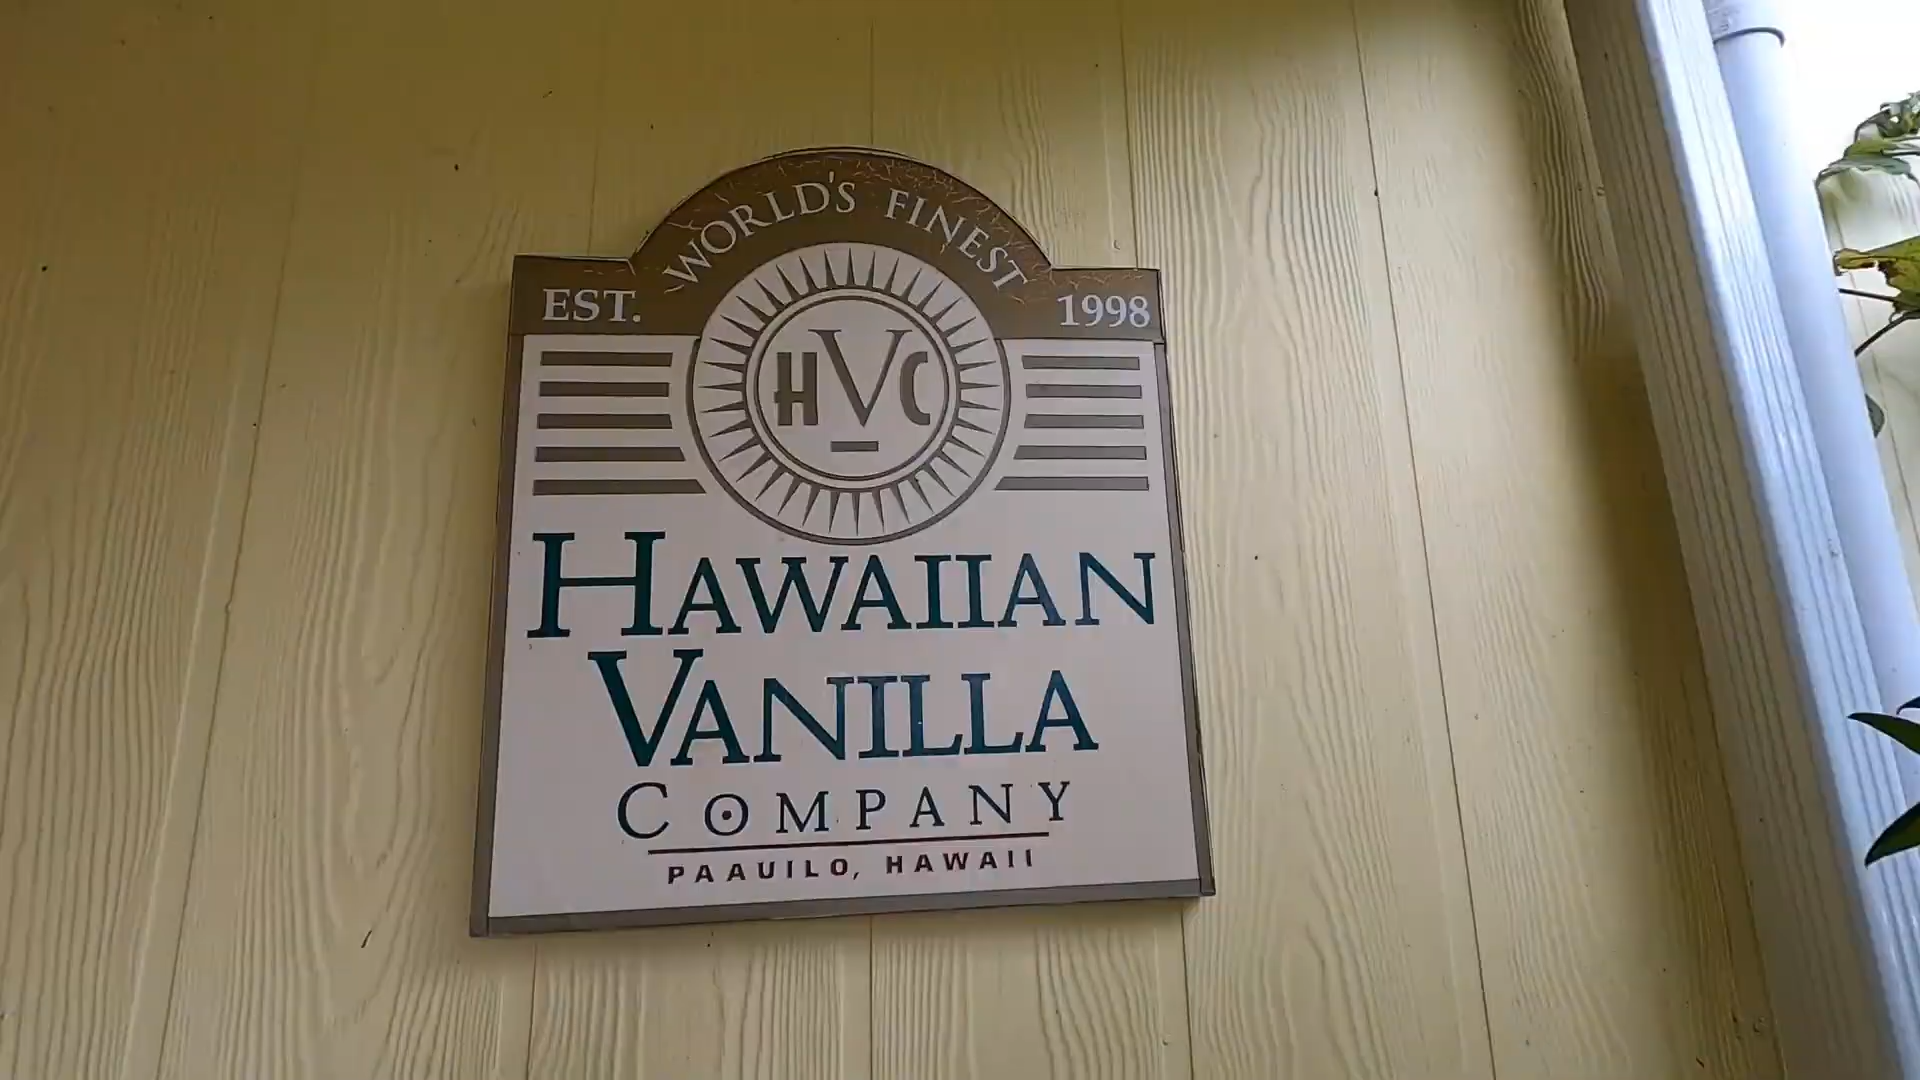 WORLD'S FINEST
EST. 1998
HVC
HAWAIIAN
VANILLA
COMPANY
PAAUILO, HAWAII